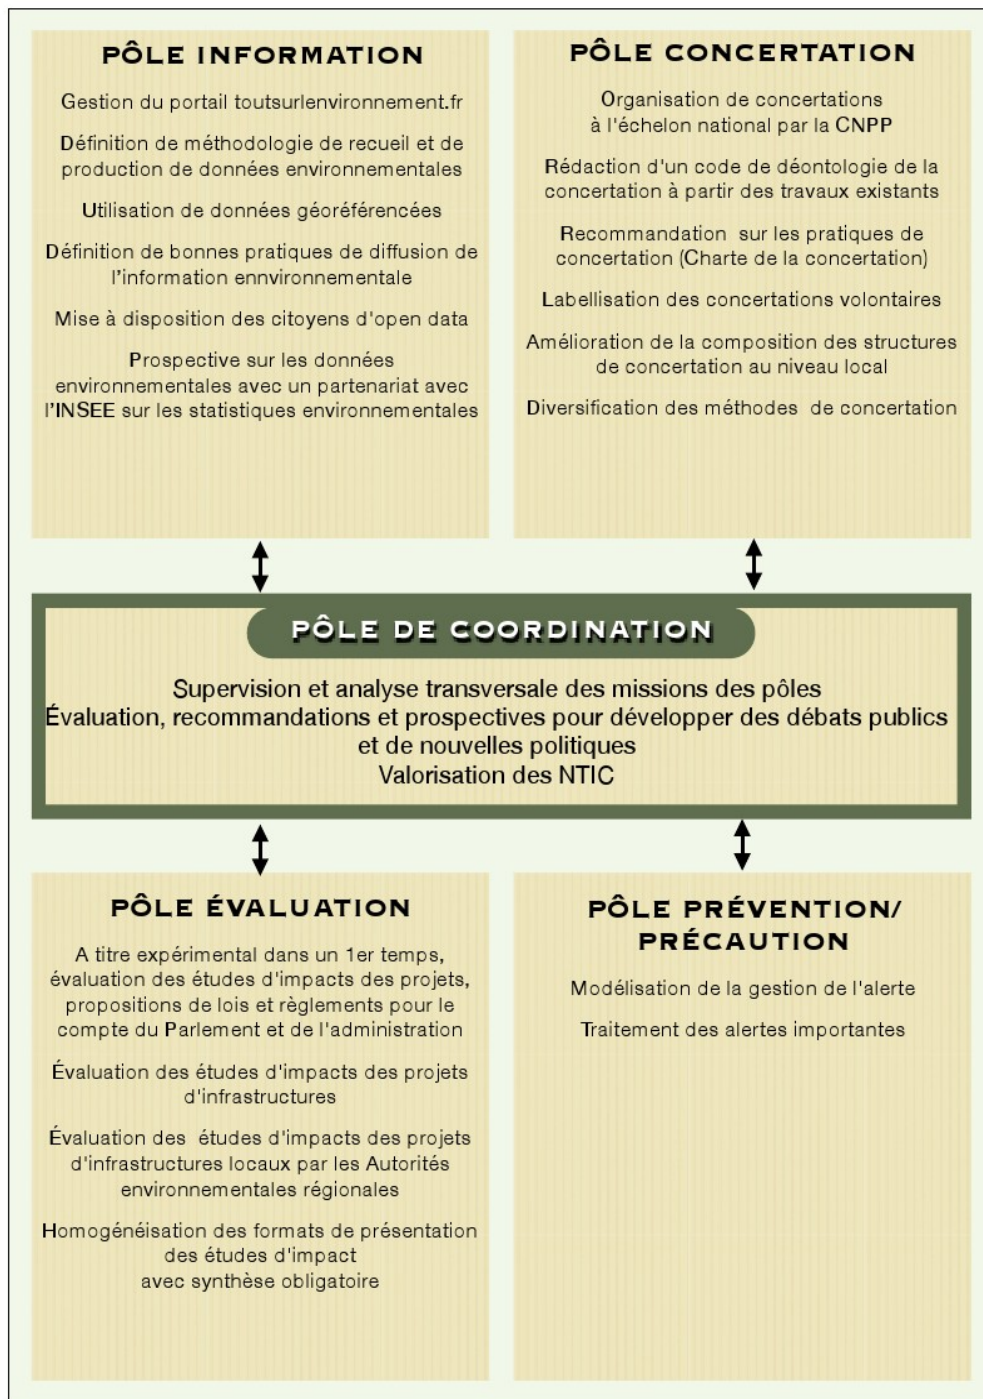 PÔLE INFORMATION
Gestion du portail toutsurlenvironnement.fr
Définition de méthodologie de recueil et de
production de données environnementales
Utilisation de données géoréférencées
Définition de bonnes pratiques de diffusion de
l'information ennvironnementale
Mise à disposition des citoyens d'open data
Prospective sur les données
environnementales avec un partenariat avec
l'INSEE sur les statistiques environnementales
PÔLE CONCERTATION
Organisation de concertations
à l'échelon national par la CNPP
Rédaction d'un code de déontologie de la
concertation à partir des travaux existants
Recommandation sur les pratiques de
concertation (Charte de la concertation)
Labellisation des concertations volontaires
Amélioration de la composition des structures
de concertation au niveau local
Diversification des méthodes de concertation
PÔLE DE COORDINATION
Supervision et analyse transversale des missions des pôles
Évaluation, recommandations et prospectives pour développer des débats publics
et de nouvelles politiques
Valorisation des NTIC
PÔLE ÉVALUATION
A titre expérimental dans un 1er temps,
évaluation des études d'impacts des projets,
propositions de lois et règlements pour le
compte du Parlement et de l'administration
Évaluation des études d'impacts des projets
d'infrastructures
Évaluation des études d'impacts des projets
d'infrastructures locaux par les Autorités
environnementales régionales
Homogénéisation des formats de présentation
des études d'impact
avec synthèse obligatoire
PÔLE PRÉVENTION/
PRÉCAUTION
Modélisation de la gestion de l'alerte
Traitement des alertes importantes